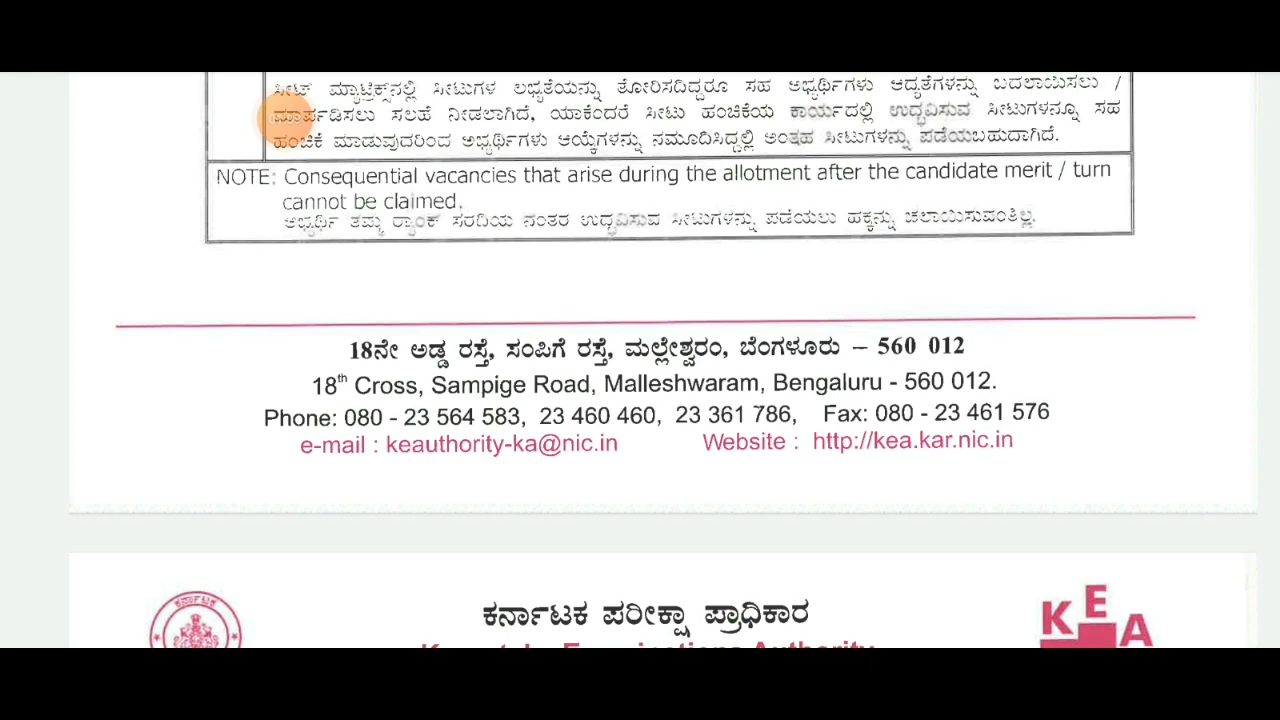 ಸೀಟ್ ಮ್ಯಾಟ್ರಿಕ್ಸ್‌ನಲ್ಲಿ ಸೀಟುಗಳ ಲಭ್ಯತೆಯನ್ನು ತೋರಿಸದಿದ್ದರೂ ಸಹ ಅಭ್ಯರ್ಥಿಗಳು ಆದ್ಯತೆಗಳನ್ನು ಬದಲಾಯಿಸಲು /
ಮಾರ್ಪಡಿಸಲು ಸಲಹೆ ನೀಡಲಾಗಿದೆ, ಯಾಕೆಂದರೆ ಸೀಟು ಹಂಚಿಕೆಯ ಕಾರ್ಯದಲ್ಲಿ ಉದ್ಭವಿಸುವ ಸೀಟುಗಳನ್ನೂ ಸಹ
ಹಂಚಿಕೆ ಮಾಡುವುದರಿಂದ ಅಭ್ಯರ್ಥಿಗಳು ಆಯ್ಕೆಗಳನ್ನು ನಮೂದಿಸಿದ್ದಲ್ಲಿ ಅಂತಹ ಸೀಟುಗಳನ್ನು ಪಡೆಯಬಹುದಾಗಿದೆ.
NOTE: Consequential vacancies that arise during the allotment after the candidate merit / turn
cannot be claimed.
ಅಭ್ಯರ್ಥಿ ತಮ್ಮ ರ‍್ಯಾಂಕ್ ಸರದಿಯ ನಂತರ ಉದ್ಭವಿಸುವ ಸೀಟುಗಳನ್ನು ಪಡೆಯಲು ಹಕ್ಕನ್ನು ಚಲಾಯಿಸುವಂತಿಲ್ಲ.
18ನೇ ಅಡ್ಡ ರಸ್ತೆ, ಸಂಪಿಗೆ ರಸ್ತೆ, ಮಲ್ಲೇಶ್ವರಂ, ಬೆಂಗಳೂರು – 560 012
18th Cross, Sampige Road, Malleshwaram, Bengaluru - 560 012.
Phone: 080 - 23 564 583, 23 460 460, 23 361 786, Fax: 080 - 23 461 576
e-mail : keauthority-ka@nic.in Website : http://kea.kar.nic.in
ಕರ್ನಾಟಕ
ಕರ್ನಾಟಕ ಪರೀಕ್ಷಾ ಪ್ರಾಧಿಕಾರ
KEA
Karnataka Examinations Authority